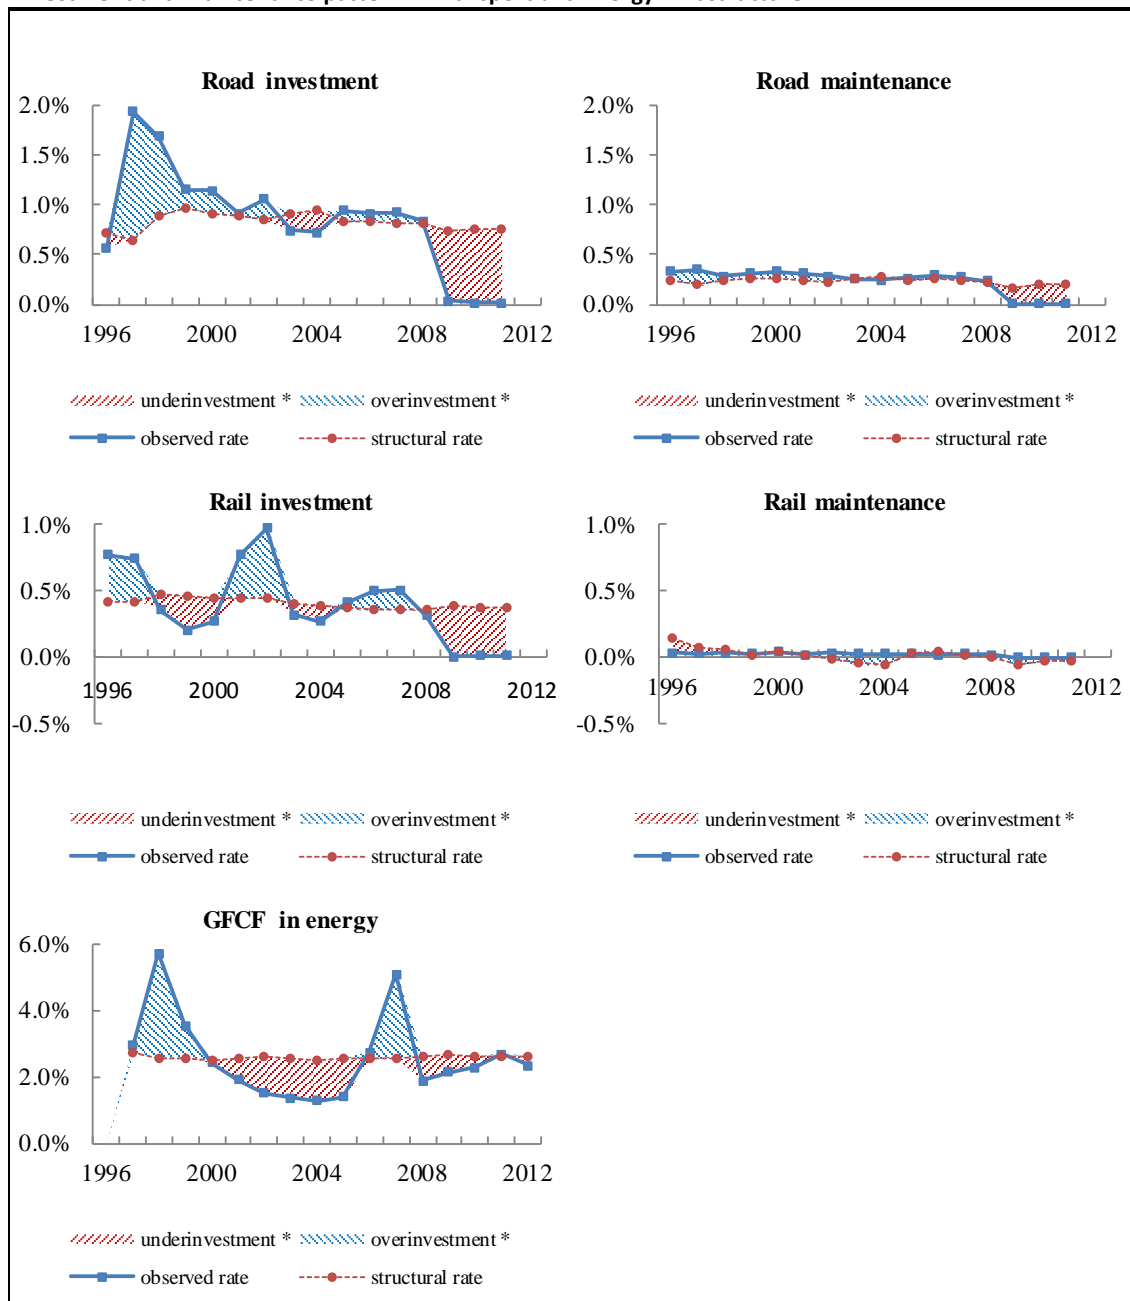 Road investment
2.0%
1.5%
1.0%
0.5%
0.0%
1996 2000 2004 2008 2012
underinvestment * overinvestment *
observed rate structural rate
Road maintenance
2.0%
1.5%
1.0%
0.5%
0.0%
1996 2000 2004 2008 2012
underinvestment * overinvestment *
observed rate structural rate
Rail investment
1.0%
0.5%
0.0%
-0.5%
1996 2000 2004 2008 2012
underinvestment * overinvestment *
observed rate structural rate
Rail maintenance
1.0%
0.5%
0.0%
-0.5%
1996 2000 2004 2008 2012
underinvestment * overinvestment *
observed rate structural rate
GFCF in energy
6.0%
4.0%
2.0%
0.0%
1996 2000 2004 2008 2012
underinvestment * overinvestment *
observed rate structural rate